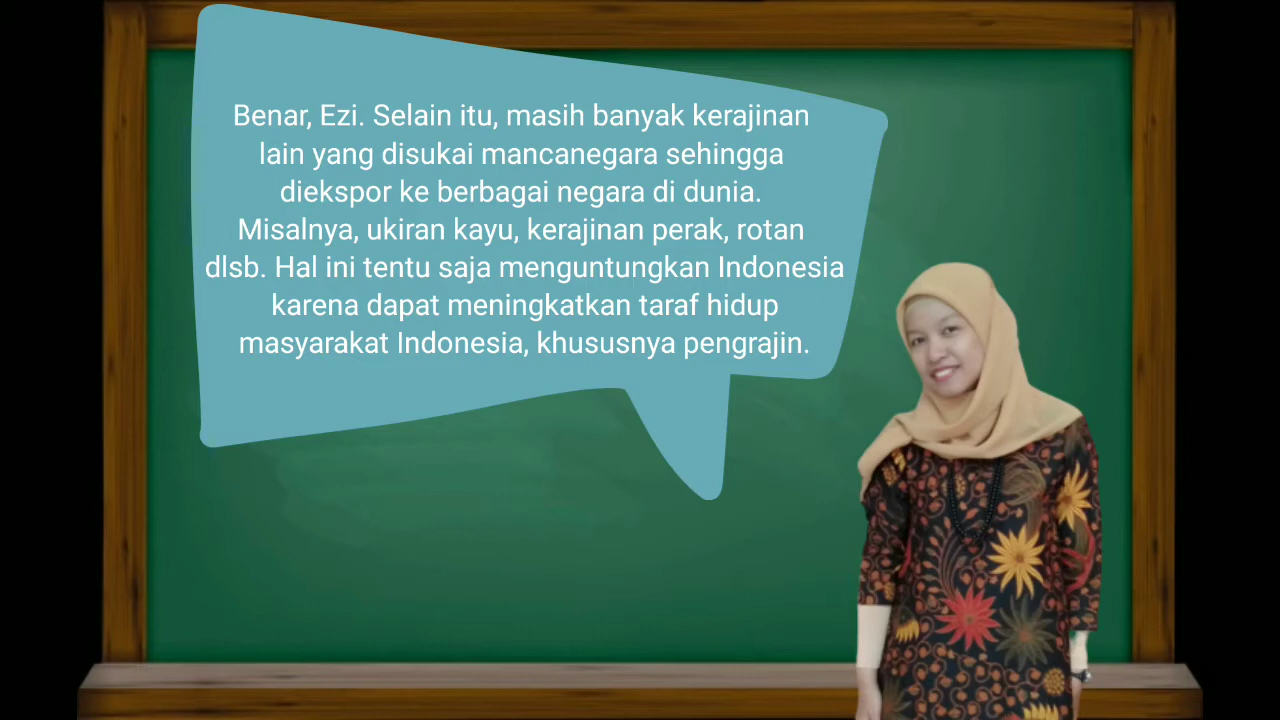 Benar, Ezi. Selain itu, masih banyak kerajinan
lain yang disukai mancanegara sehingga
diekspor ke berbagai negara di dunia.
Misalnya, ukiran kayu, kerajinan perak, rotan
dlsb. Hal ini tentu saja menguntungkan Indonesia
karena dapat meningkatkan taraf hidup
masyarakat Indonesia, khususnya pengrajin.